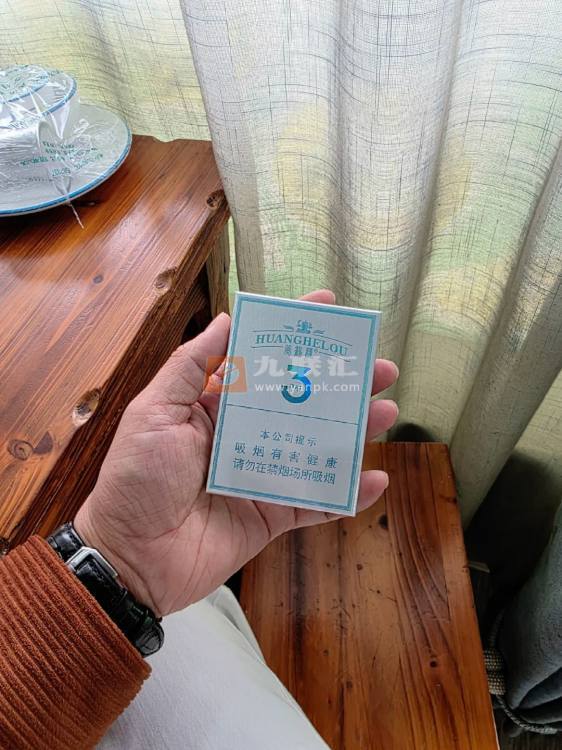 HUANGHELOU
黄鹤楼
3
九联汇
www.yanpk.com
本公司提示
吸烟有害健康
请勿在禁烟场所吸烟